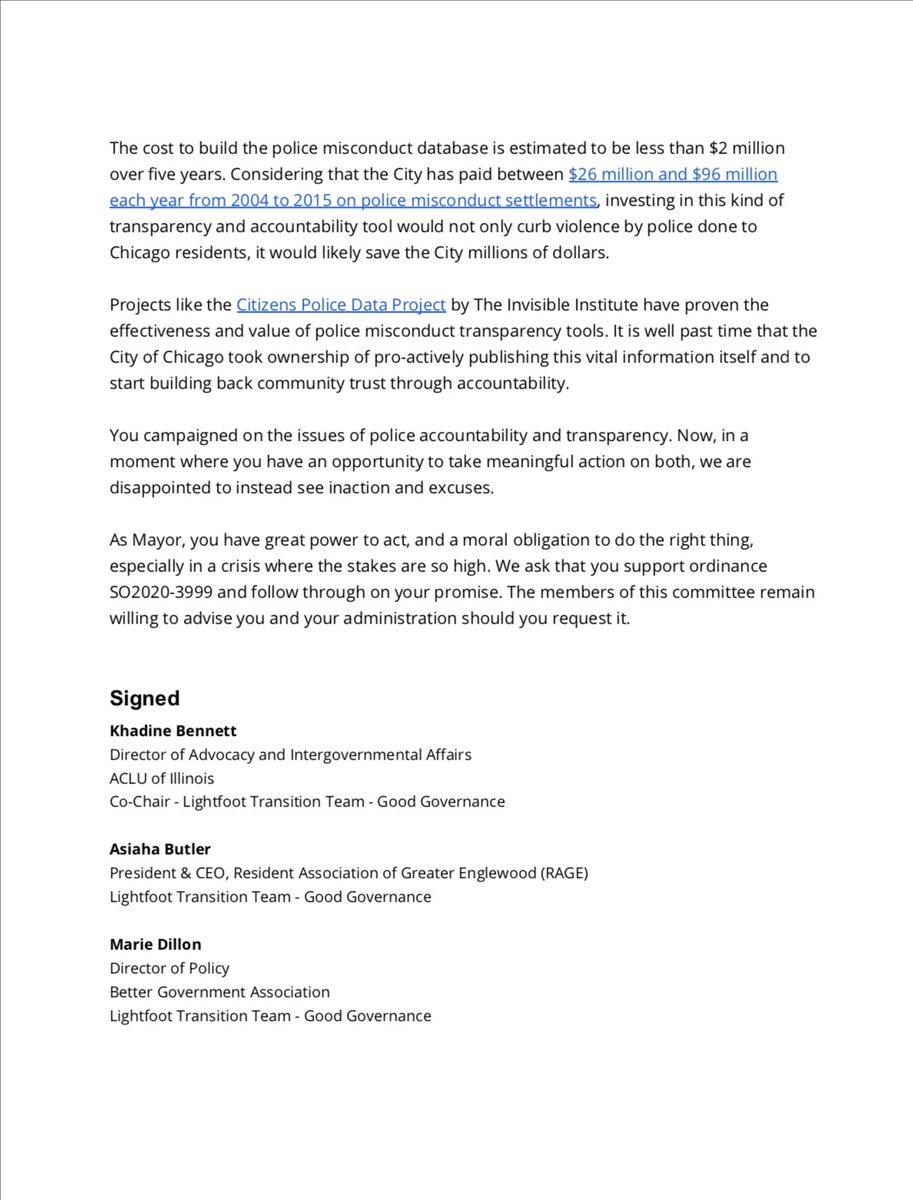 The cost to build the police misconduct database is estimated to be less than $2 million
over five years. Considering that the City has paid between $26 million and $96 million
each year from 2004 to 2015 on police misconduct settlements, investing in this kind of
transparency and accountability tool would not only curb violence by police done to
Chicago residents, it would likely save the City millions of dollars.
Projects like the Citizens Police Data Project by The Invisible Institute have proven the
effectiveness and value of police misconduct transparency tools. It is well past time that the
City of Chicago took ownership of pro-actively publishing this vital information itself and to
start building back community trust through accountability.
You campaigned on the issues of police accountability and transparency. Now, in a
moment where you have an opportunity to take meaningful action on both, we are
disappointed to instead see inaction and excuses.
As Mayor, you have great power to act, and a moral obligation to do the right thing,
especially in a crisis where the stakes are so high. We ask that you support ordinance
SO2020-3999 and follow through on your promise. The members of this committee remain
willing to advise you and your administration should you request it.
Signed
Khadine Bennett
Director of Advocacy and Intergovernmental Affairs
ACLU of Illinois
Co-Chair - Lightfoot Transition Team - Good Governance
Asiaha Butler
President & CEO, Resident Association of Greater Englewood (RAGE)
Lightfoot Transition Team - Good Governance
Marie Dillon
Director of Policy
Better Government Association
Lightfoot Transition Team - Good Governance